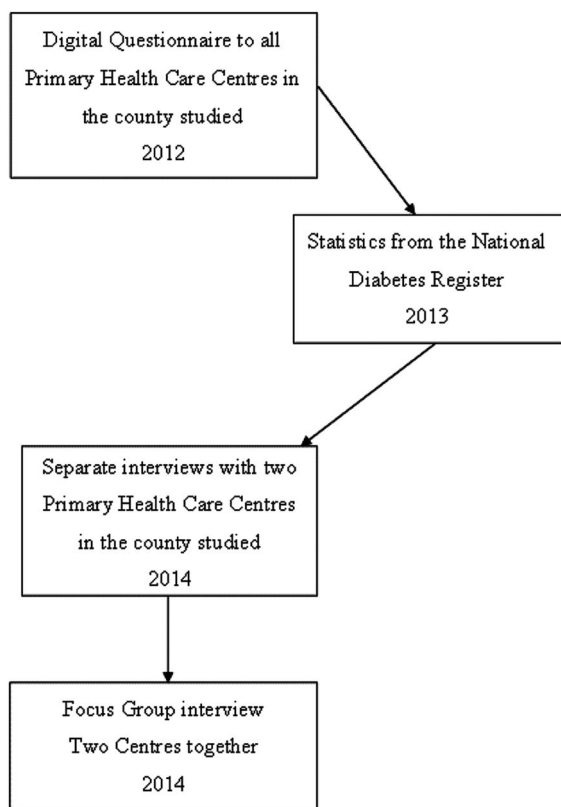 Digital Questionnaire to all
Primary Health Care Centres in
the county studied
2012
Statistics from the National
Diabetes Register
2013
Separate interviews with two
Primary Health Care Centres
in the county studied
2014
Focus Group interview
Two Centres together
2014